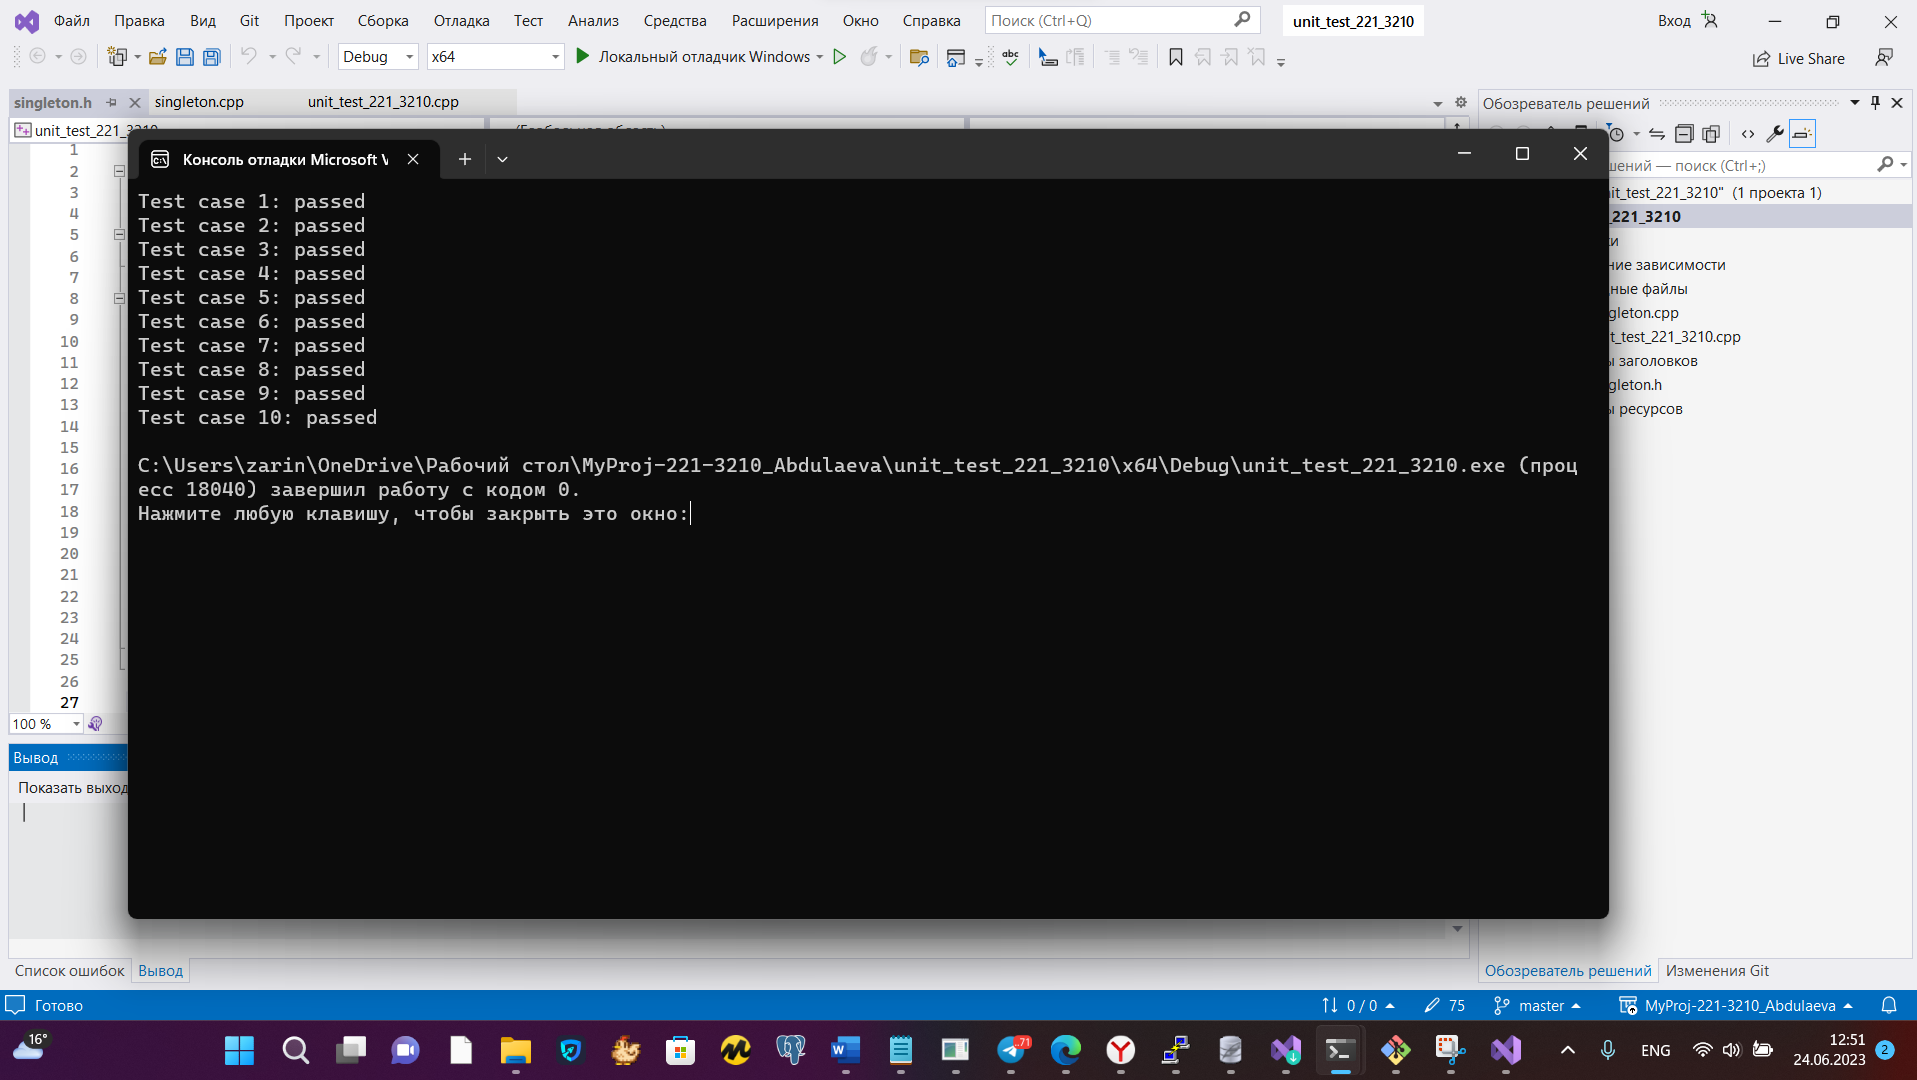 Файл Правка Вид Git Проект Сборка Отладка Тест Анализ Средства Расширения Окно Справка Поиск (Ctrl+Q) unit_test_221_3210 Вход
Debug x64 Локальный отладчик Windows Live Share
singleton.h singleton.cpp unit_test_221_3210.cpp Обозреватель решений
unit_test_221_3210 (Глобальная область)
Консоль отладки Microsoft V
Test case 1: passed
Test case 2: passed
Test case 3: passed
Test case 4: passed
Test case 5: passed
Test case 6: passed
Test case 7: passed
Test case 8: passed
Test case 9: passed
Test case 10: passed
C:\Users\zarin\OneDrive\Рабочий стол\MyProj-221-3210_Abdulaeva\unit_test_221_3210\x64\Debug\unit_test_221_3210.exe (проц
есс 18040) завершил работу с кодом 0.
Нажмите любую клавишу, чтобы закрыть это окно:
1
2
3
4
5
6
7
8
9
10
11
12
13
14
15
16
17
18
19
20
21
22
23
24
25
26
27
100 %
Вывод
Показать выход
– поиск (Ctrl+;)
it_test_221_3210" (1 проекта 1)
_221_3210
ки
ние зависимости
ные файлы
gleton.cpp
t_test_221_3210.cpp
ы заголовков
gleton.h
ы ресурсов
Список ошибок Вывод Обозреватель решений Изменения Git
Готово 0 / 0 75 master MyProj-221-3210_Abdulaeva
16° 71 ENG 12:51 2
24.06.2023